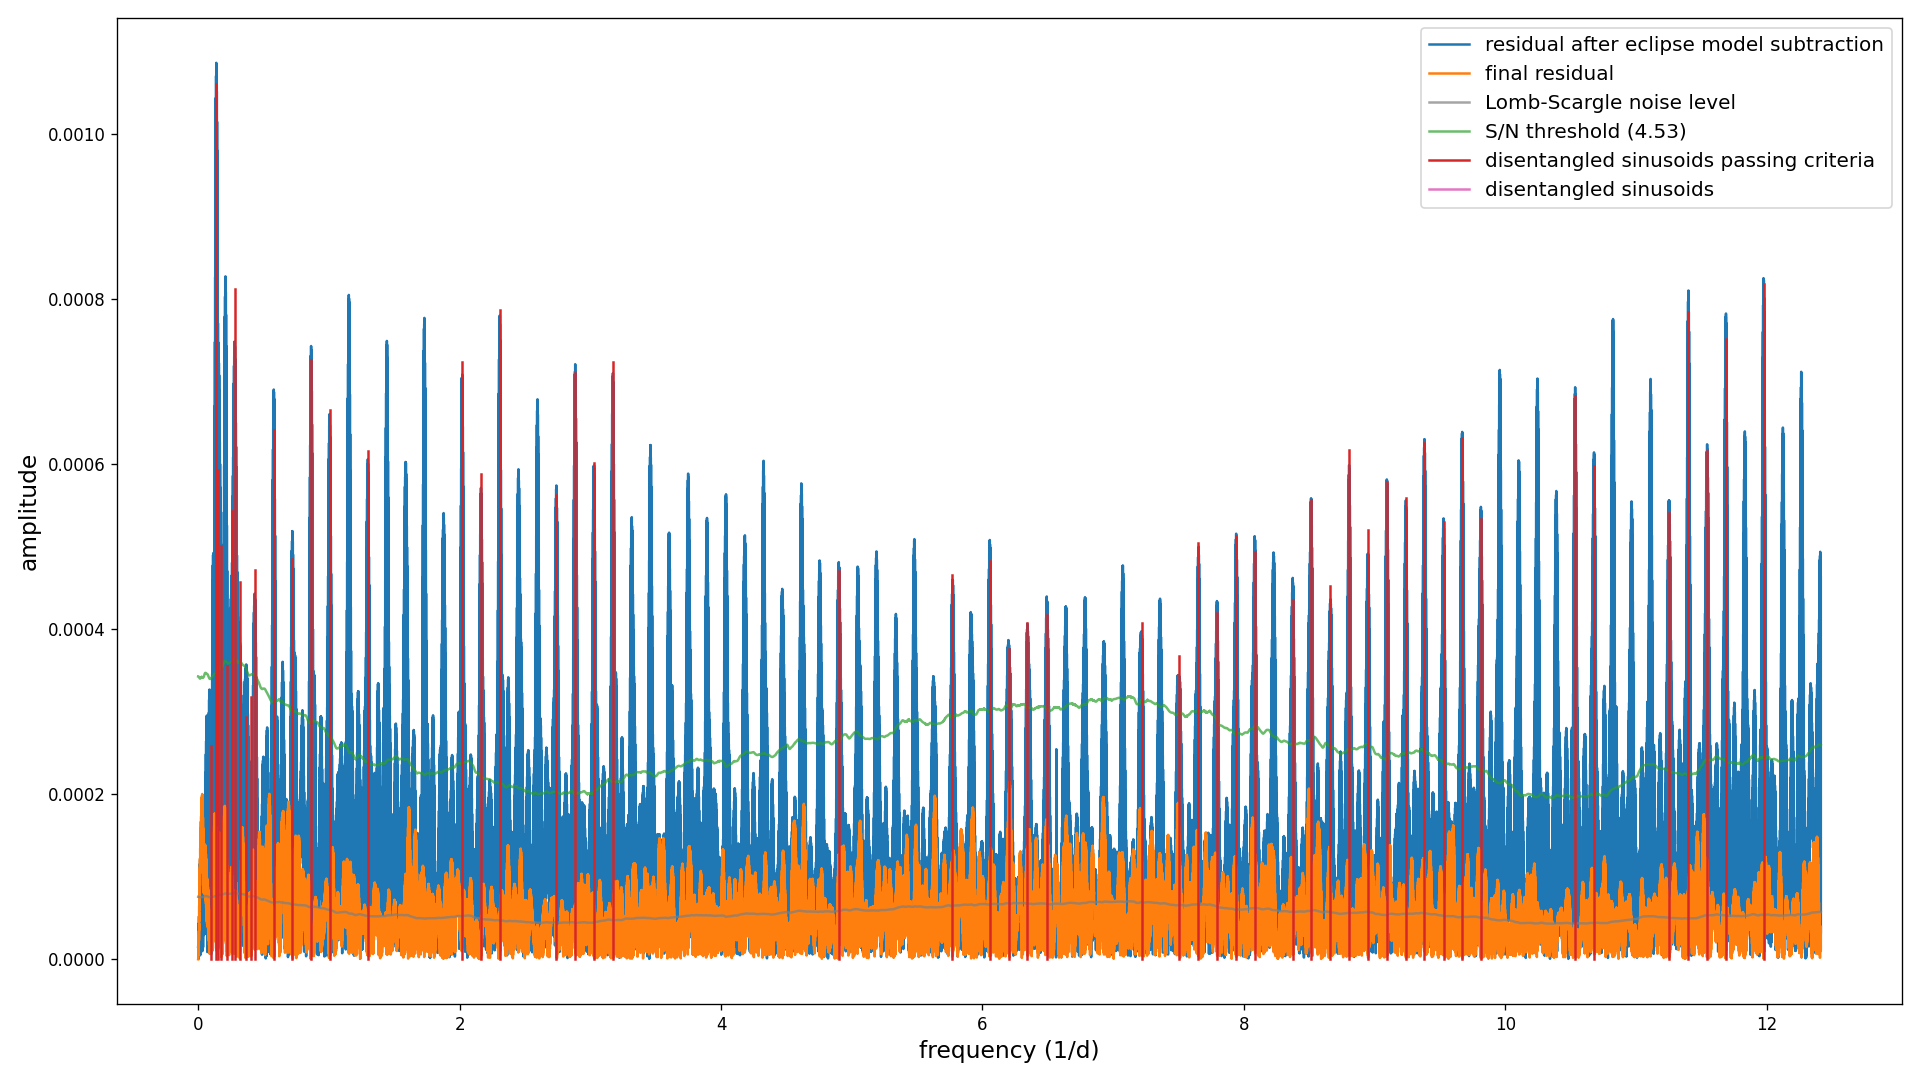 residual after eclipse model subtraction
final residual
Lomb-Scargle noise level
S/N threshold (4.53)
disentangled sinusoids passing criteria
disentangled sinusoids
0.0010
0.0008
0.0006
0.0004
0.0002
0.0000
amplitude
0 2 4 6 8 10 12
frequency (1/d)